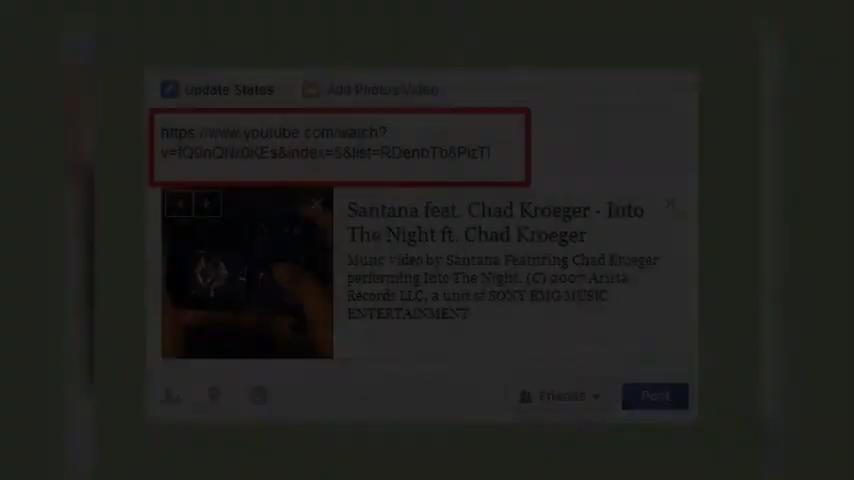 Update Status Add Photos/Video
https://www.youtube.com/watch?
Santana feat. Chad Kroeger - Into
The Night ft. Chad Kroeger
Music video by Santana Featuring Chad Kroeger
performing Into The Night. (C) 2007 Arista
Records LLC, a unit of SONY BMG MUSIC
ENTERTAINMENT
Friends Post